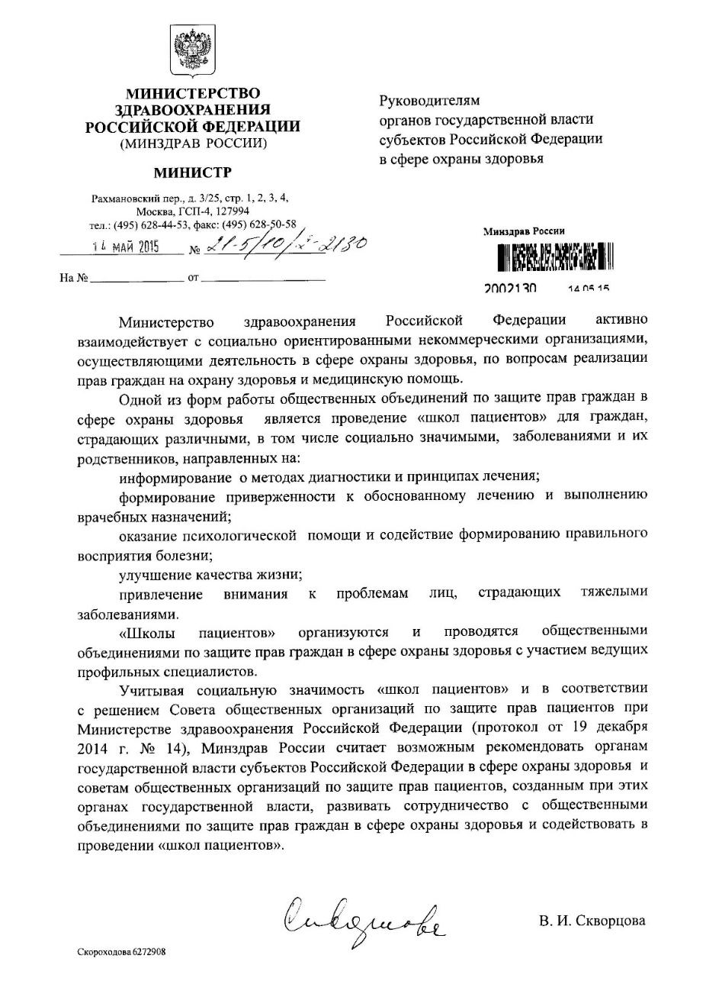 МИНИСТЕРСТВО
ЗДРАВООХРАНЕНИЯ
РОССИЙСКОЙ ФЕДЕРАЦИИ
(МИНЗДРАВ РОССИИ)
МИНИСТР
Рахмановский пер., д. 3/25, стр. 1, 2, 3, 4,
Москва, ГСП-4, 127994
тел.: (495) 628-44-53, факс: (495) 628-50-58
14 МАЙ 2015 № 21-5/10/2-2130
На № от
Руководителям
органов государственной власти
субъектов Российской Федерации
в сфере охраны здоровья
Минздрав России
2002130 14.05.15
Министерство здравоохранения Российской Федерации активно
взаимодействует с социально ориентированными некоммерческими организациями,
осуществляющими деятельность в сфере охраны здоровья, по вопросам реализации
прав граждан на охрану здоровья и медицинскую помощь.
Одной из форм работы общественных объединений по защите прав граждан в
сфере охраны здоровья является проведение «школ пациентов» для граждан,
страдающих различными, в том числе социально значимыми, заболеваниями и их
родственников, направленных на:
информирование о методах диагностики и принципах лечения;
формирование приверженности к обоснованному лечению и выполнению
врачебных назначений;
оказание психологической помощи и содействие формированию правильного
восприятия болезни;
улучшение качества жизни;
привлечение внимания к проблемам лиц, страдающих тяжелыми
заболеваниями.
«Школы пациентов» организуются и проводятся общественными
объединениями по защите прав граждан в сфере охраны здоровья с участием ведущих
профильных специалистов.
Учитывая социальную значимость «школ пациентов» и в соответствии
с решением Совета общественных организаций по защите прав пациентов при
Министерстве здравоохранения Российской Федерации (протокол от 19 декабря
2014 г. № 14), Минздрав России считает возможным рекомендовать органам
государственной власти субъектов Российской Федерации в сфере охраны здоровья и
советам общественных организаций по защите прав пациентов, созданным при этих
органах государственной власти, развивать сотрудничество с общественными
объединениями по защите прав граждан в сфере охраны здоровья и содействовать в
проведении «школ пациентов».
В. И. Скворцова
Скороходова 6272908